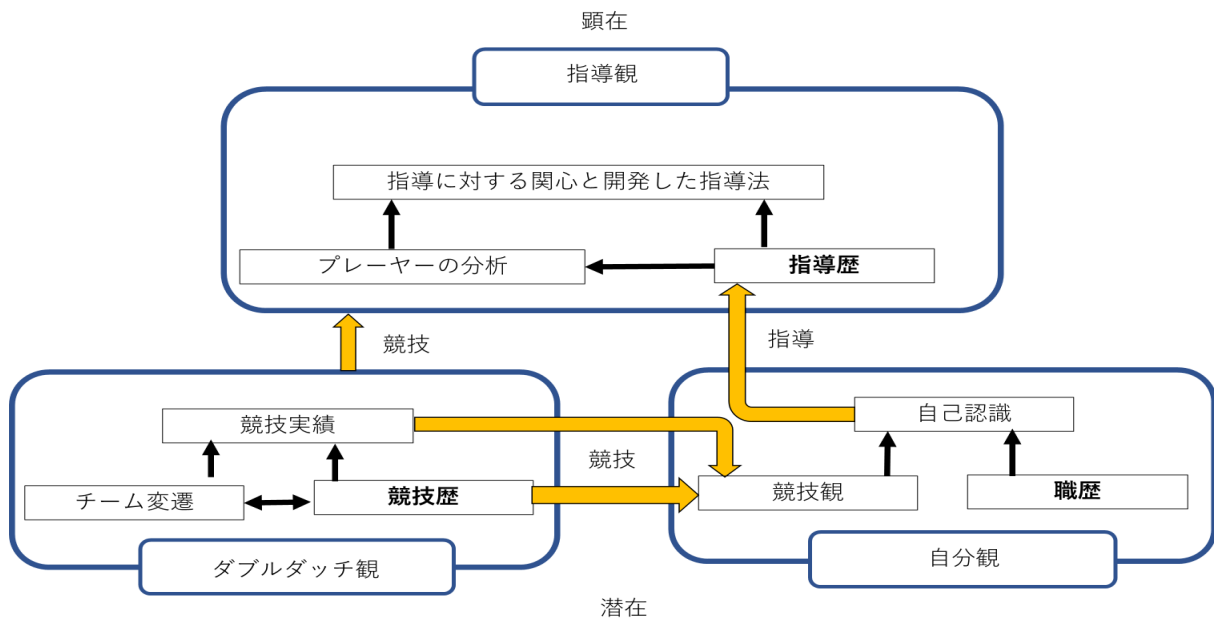 顕在
指導観
指導に対する関心と開発した指導法
プレーヤーの分析
指導歴
競技
指導
競技実績
自己認識
競技
チーム変遷
競技歴
競技観
職歴
ダブルダッチ観
自分観
潜在